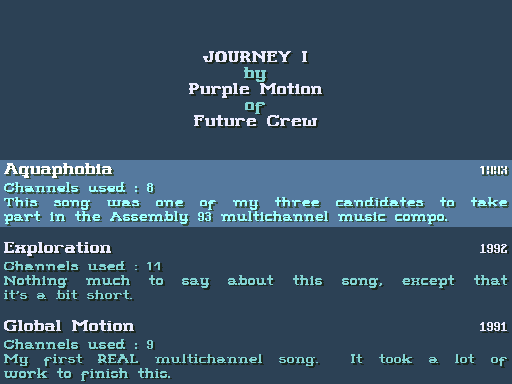 JOURNEY I
by
Purple Motion
of
Future Crew
Aquaphobia 1993
Channels used : 8
This song was one of my three candidates to take
part in the Assembly 93 multichannel music compo.
Exploration 1992
Channels used : 14
Nothing much to say about this song, except that
it's a bit short.
Global Motion 1991
Channels used : 9
My first REAL multichannel song. It took a lot of
work to finish this.